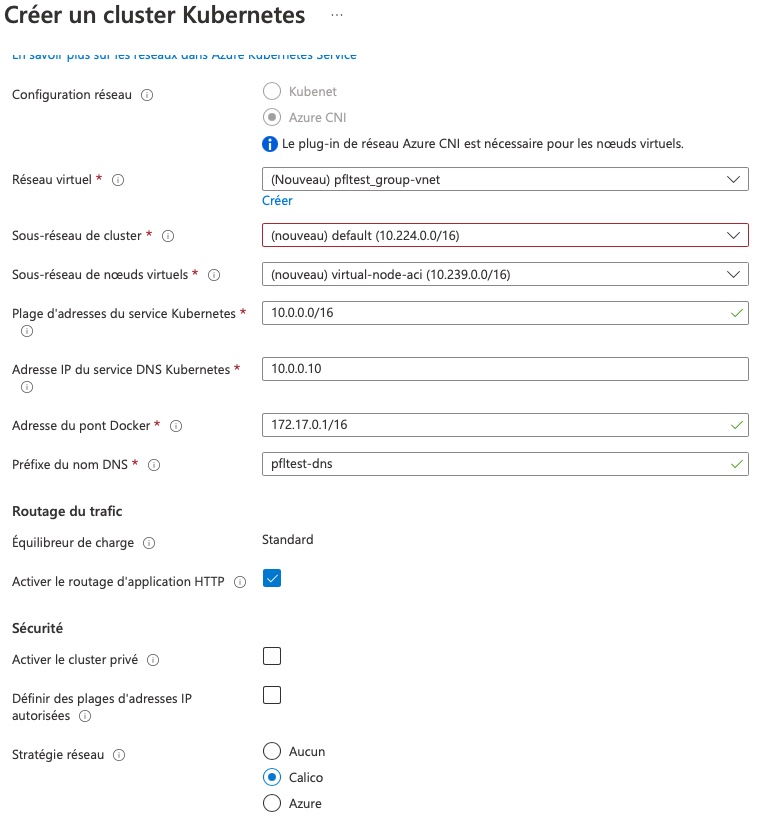 Créer un cluster Kubernetes ...
En savoir plus sur les réseaux dans Azure Kubernetes Service
Configuration réseau
Kubenet
Azure CNI
Le plug-in de réseau Azure CNI est nécessaire pour les nœuds virtuels.
Réseau virtuel *
(Nouveau) pfltest_group-vnet
Créer
Sous-réseau de cluster *
(nouveau) default (10.224.0.0/16)
Sous-réseau de nœuds virtuels *
(nouveau) virtual-node-aci (10.239.0.0/16)
Plage d'adresses du service Kubernetes *
10.0.0.0/16
Adresse IP du service DNS Kubernetes *
10.0.0.10
Adresse du pont Docker *
172.17.0.1/16
Préfixe du nom DNS *
pfltest-dns
Routage du trafic
Équilibreur de charge
Standard
Activer le routage d'application HTTP
Sécurité
Activer le cluster privé
Définir des plages d'adresses IP
autorisées
Stratégie réseau
Aucun
Calico
Azure